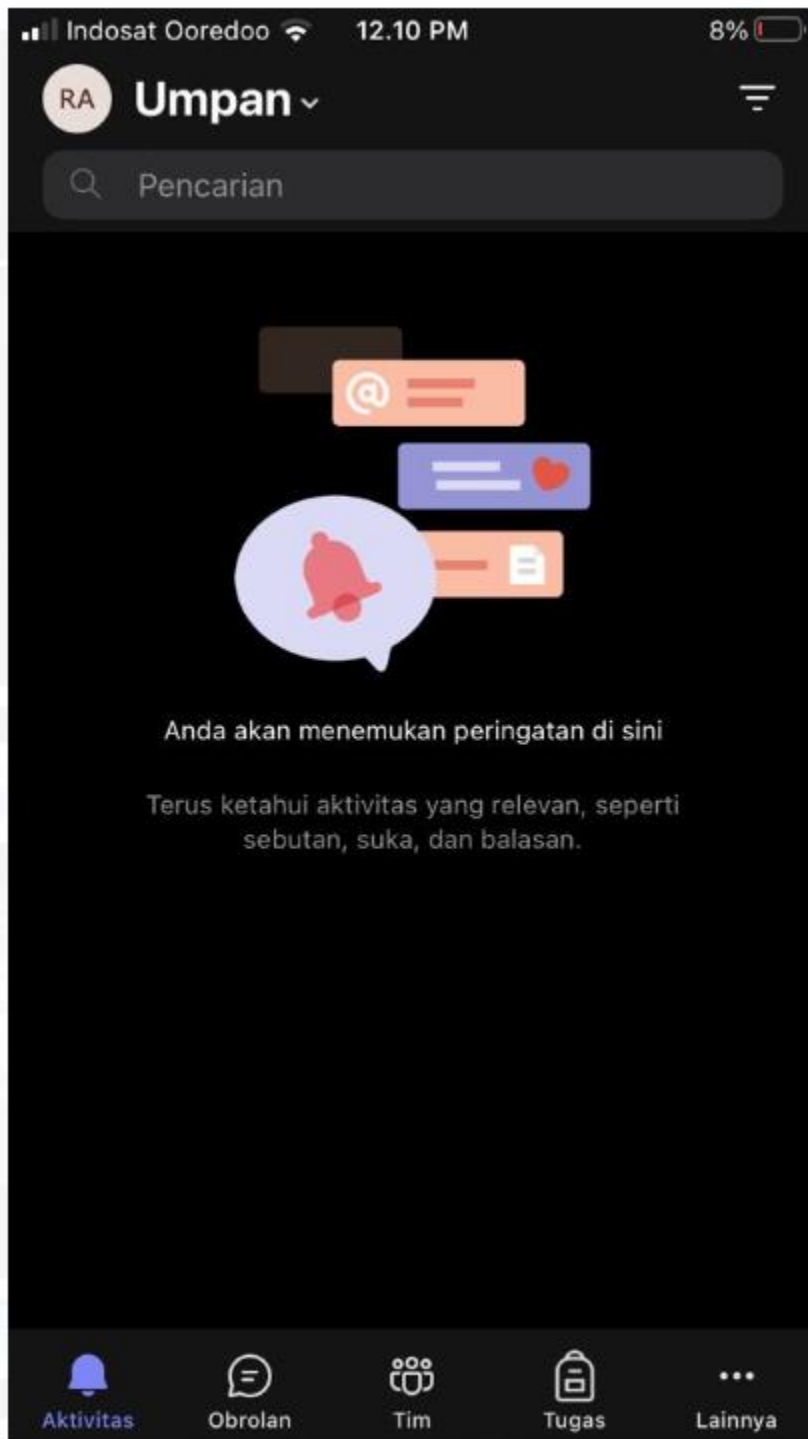 Indosat Ooredoo 12.10 PM 8%
RA Umpan
Pencarian
@
Anda akan menemukan peringatan di sini
Terus ketahui aktivitas yang relevan, seperti
sebutan, suka, dan balasan.
Aktivitas Obrolan Tim Tugas Lainnya